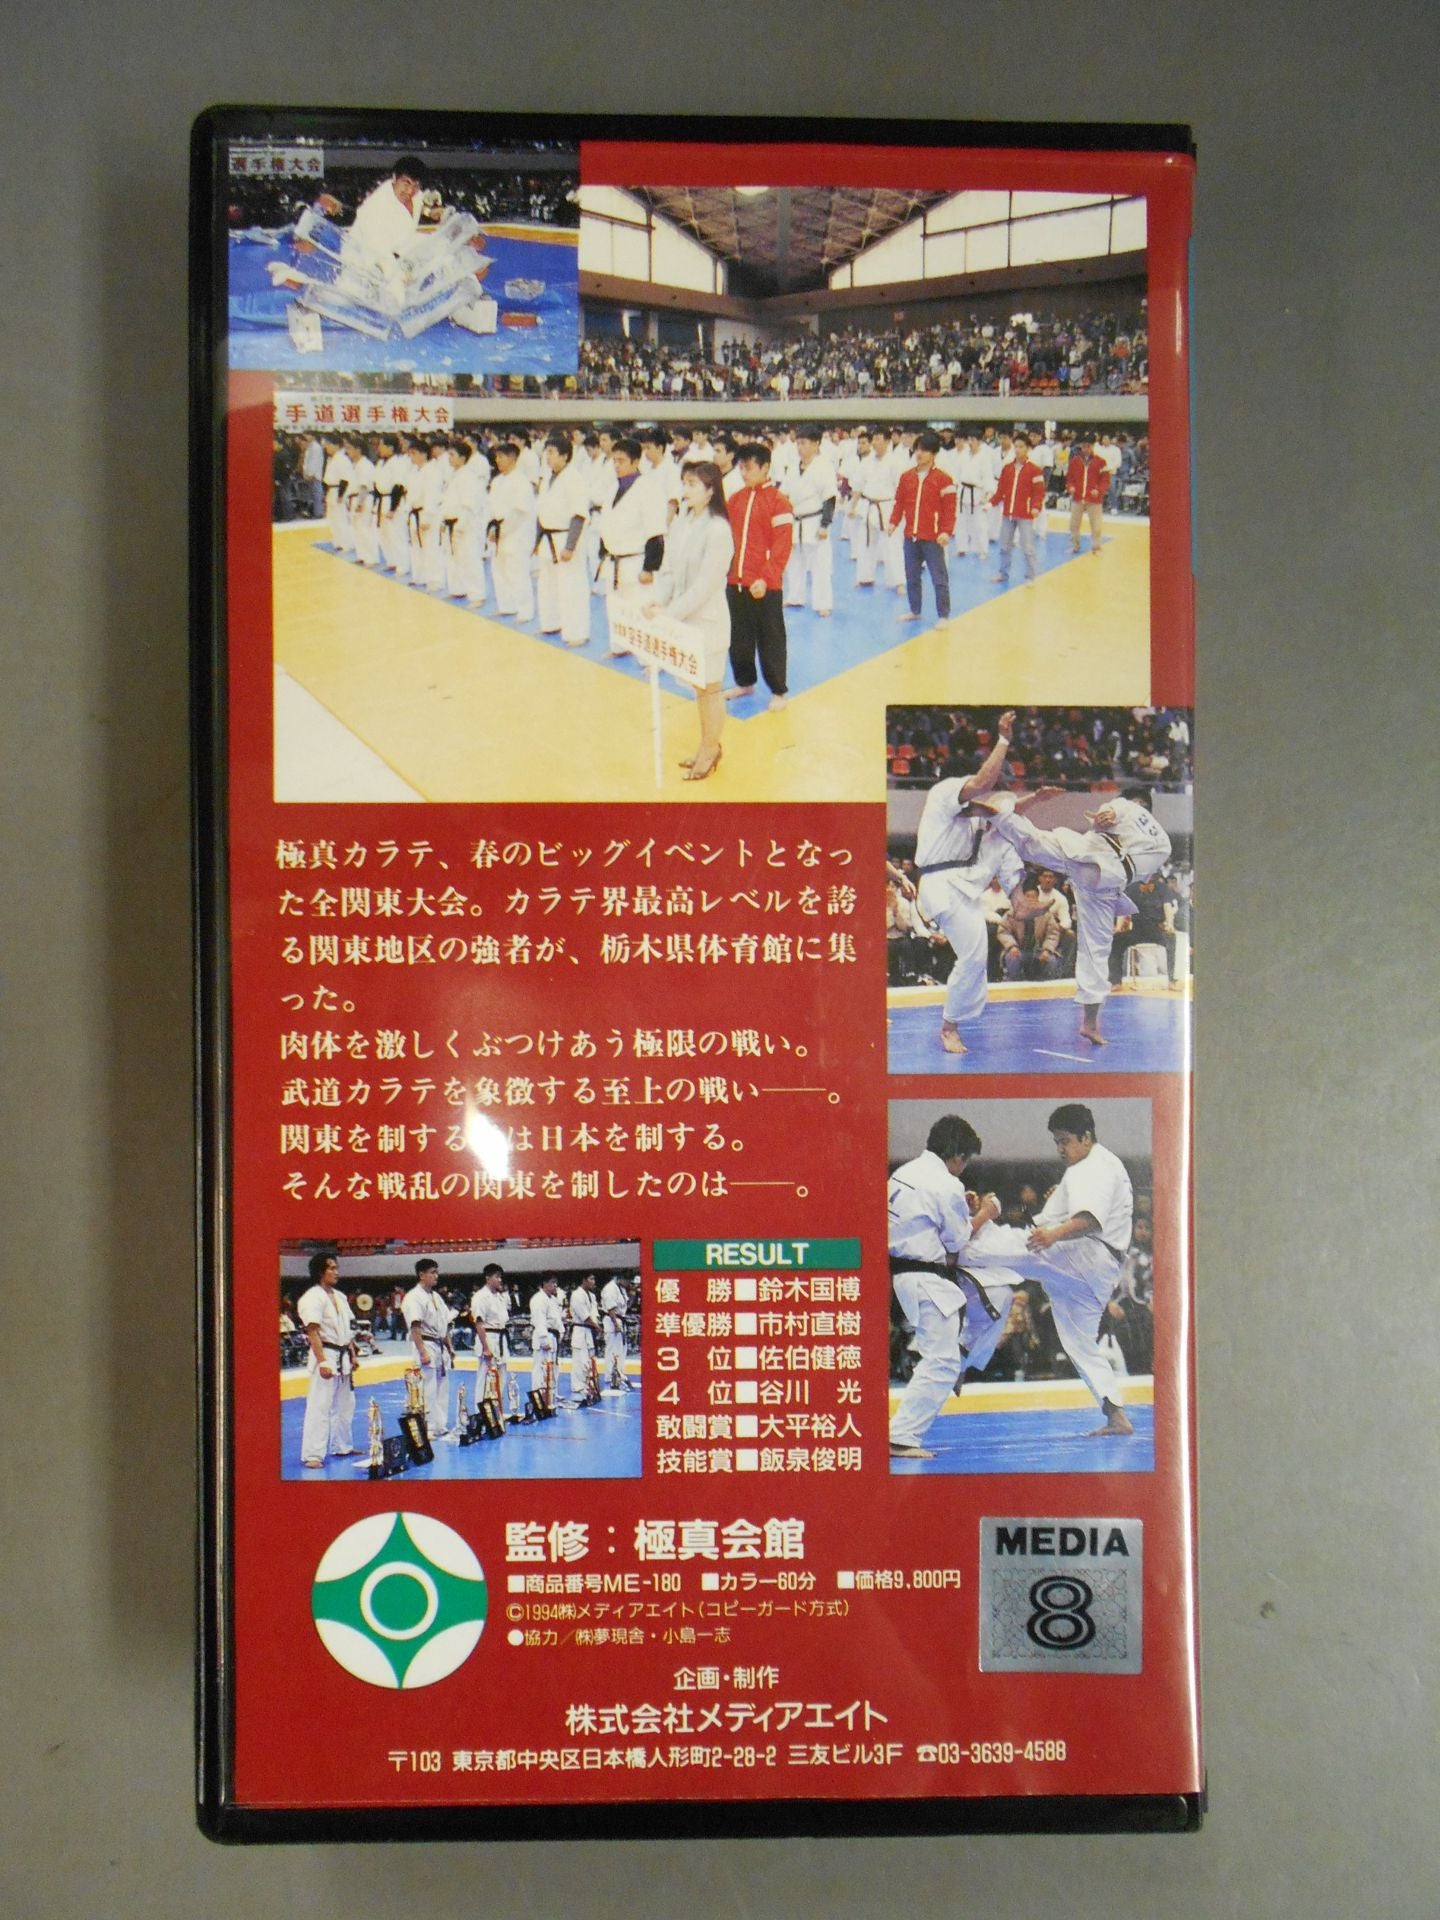 選手権大会
手道選手権大会
空手道選手権大会
極真カラテ、春のビッグイベントとなっ
た全関東大会。カラテ界最高レベルを誇
る関東地区の強者が、栃木県体育館に集
った。
肉体を激しくぶつけあう極限の戦い。
武道カラテを象徴する至上の戦い――。
関東を制する は日本を制する。
そんな戦乱の関東を制したのは――。
RESULT
優　勝■鈴木国博
準優勝■市村直樹
3　位■佐伯健徳
4　位■谷川　光
敢闘賞■大平裕人
技能賞■飯泉俊明
監修：極真会館
■商品番号ME-180 ■カラー60分 ■価格9,800円
©1994㈱メディアエイト(コピーガード方式)
●協力／㈱夢現舎・小島一志
MEDIA
8
企画・制作
株式会社メディアエイト
〒103 東京都中央区日本橋人形町2-28-2 三友ビル3F ☎03-3639-4588